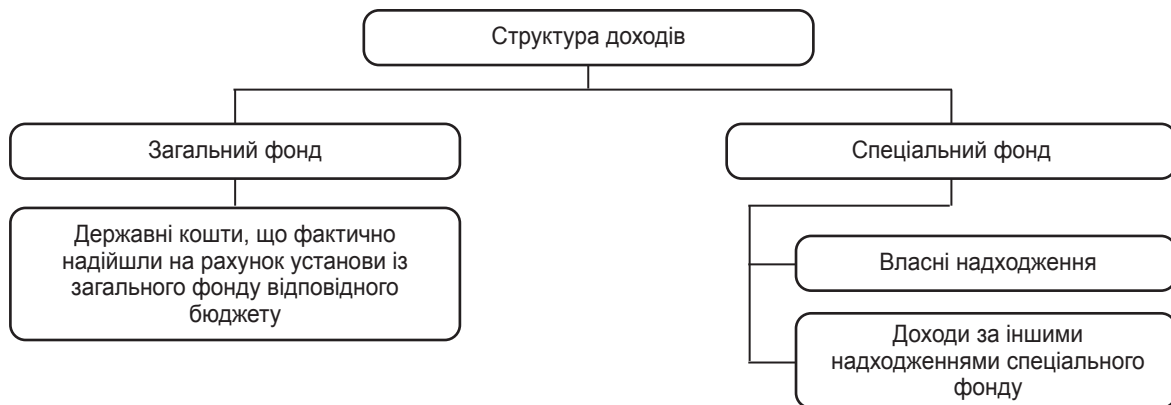 Структура доходів
Загальний фонд
Спеціальний фонд
Державні кошти, що фактично
надійшли на рахунок установи із
загального фонду відповідного
бюджету
Власні надходження
Доходи за іншими
надходженнями спеціального
фонду